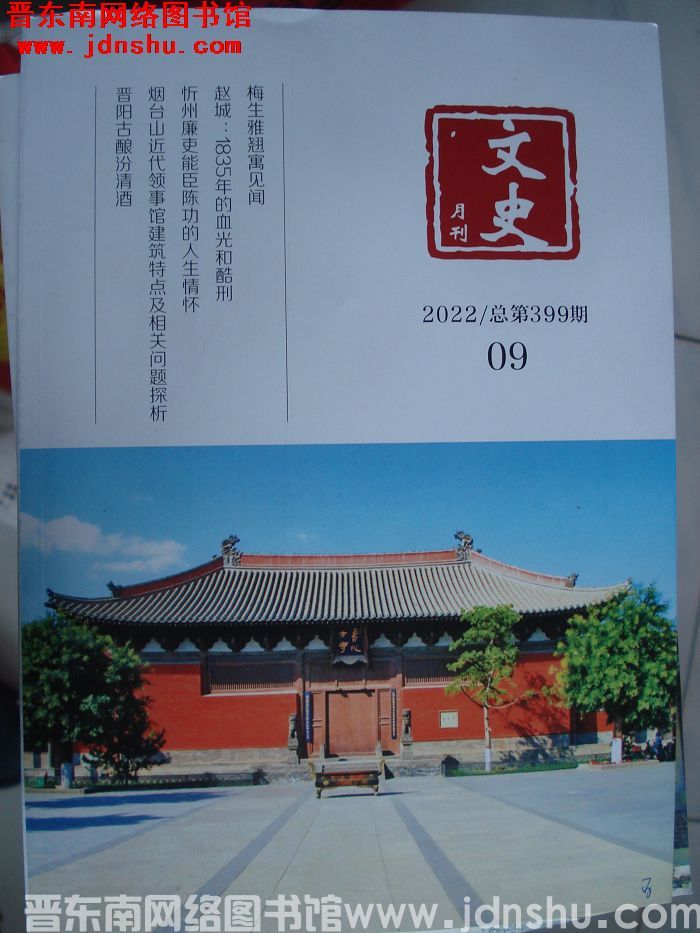 晋东南网络图书馆
www.jdnshu.com
梅生雅翘寓见闻
赵城：1835年的血光和酷刑
忻州廉吏能臣陈功的人生情怀
烟台山近代领事馆建筑特点及相关问题探析
晋阳古酿汾清酒
文史
月刊
2022/总第399期
09
晋东南网络图书馆www.jdnshu.com